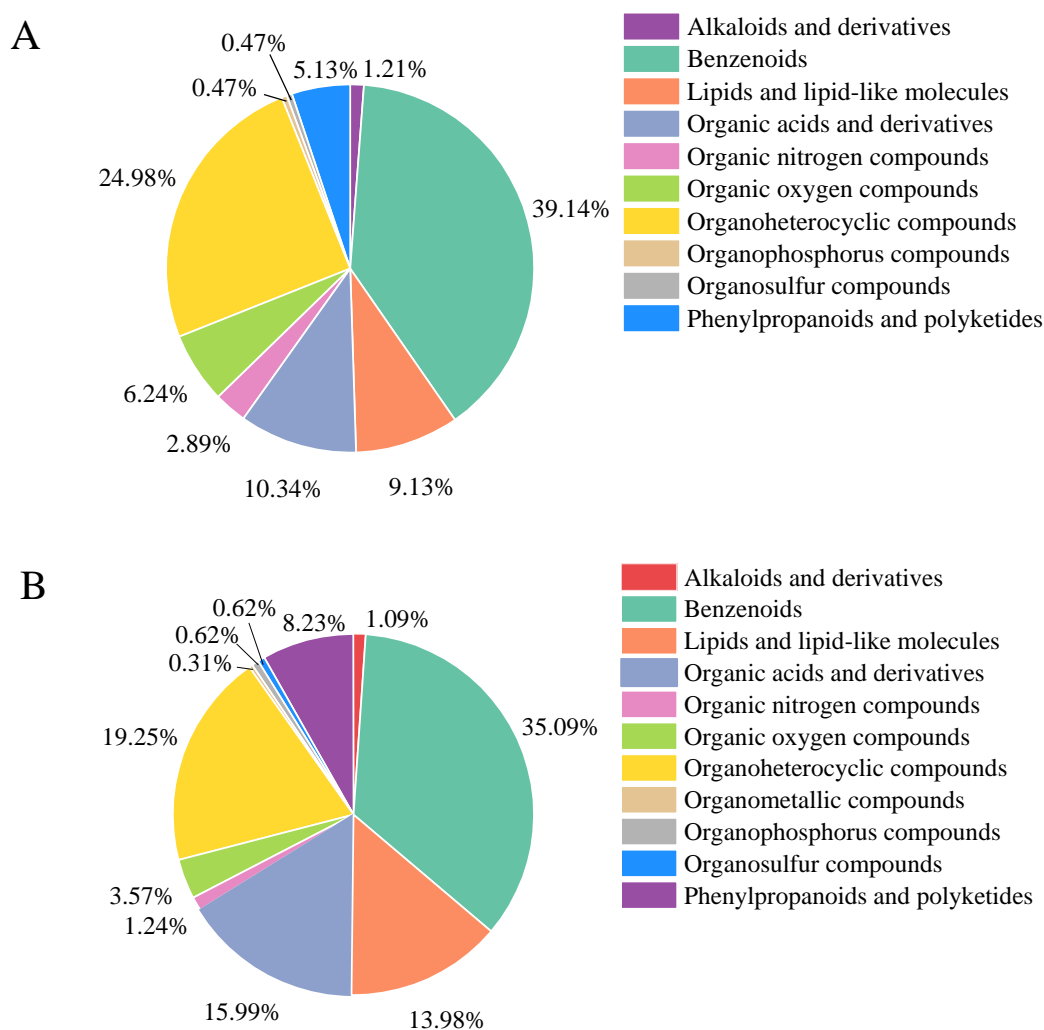 A
0.47%
0.47%
5.13%
1.21%
24.98%
39.14%
6.24%
2.89%
10.34%
9.13%
Alkaloids and derivatives
Benzenoids
Lipids and lipid-like molecules
Organic acids and derivatives
Organic nitrogen compounds
Organic oxygen compounds
Organoheterocyclic compounds
Organophosphorus compounds
Organosulfur compounds
Phenylpropanoids and polyketides
B
0.62%
0.62%
0.31%
8.23%
1.09%
19.25%
35.09%
3.57%
1.24%
15.99%
13.98%
Alkaloids and derivatives
Benzenoids
Lipids and lipid-like molecules
Organic acids and derivatives
Organic nitrogen compounds
Organic oxygen compounds
Organoheterocyclic compounds
Organometallic compounds
Organophosphorus compounds
Organosulfur compounds
Phenylpropanoids and polyketides